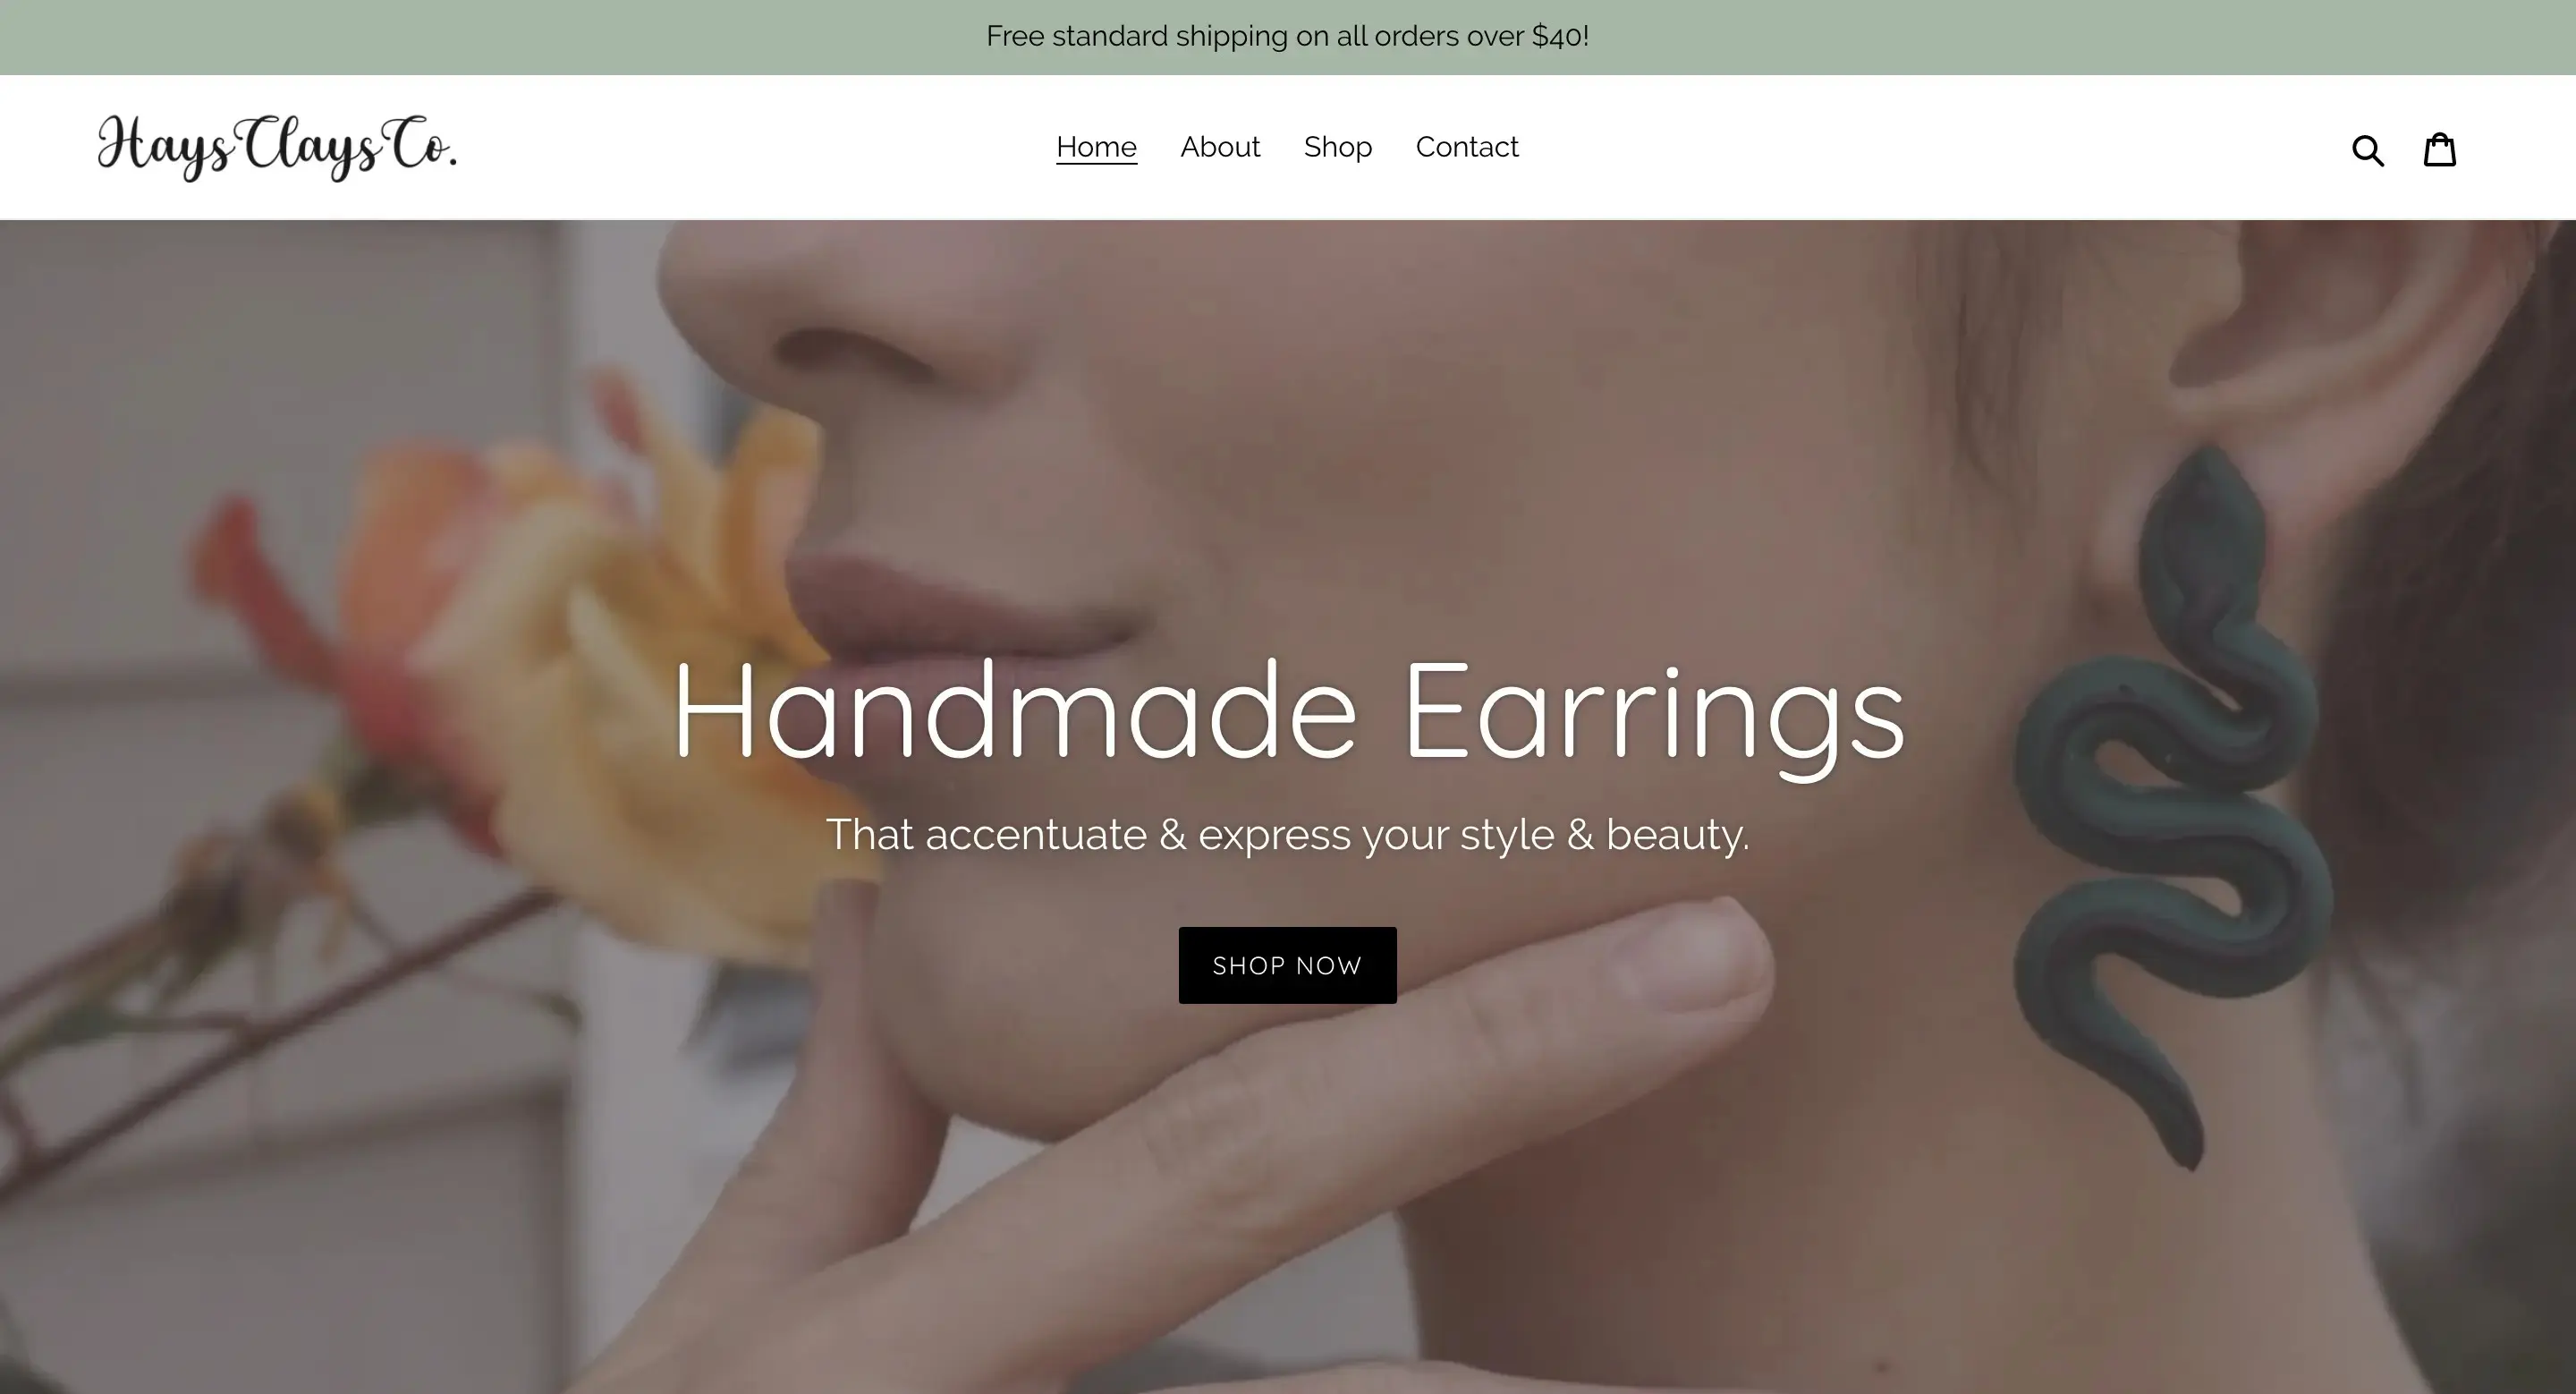 Free standard shipping on all orders over $40!
Hays Clays Co.
Home About Shop Contact
Handmade Earrings
That accentuate & express your style & beauty.
SHOP NOW